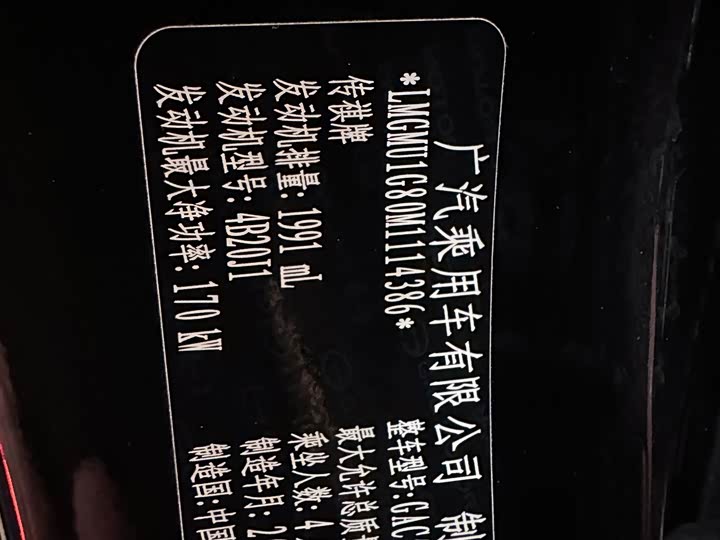 广汽乘用车有限公司 制
*LMGMU1G80M1114386*
传祺牌 整车型号:GAC
发动机排量: 1991 mL 最大允许总质
发动机型号: 4B20J1 乘坐人数: 4
发动机最大净功率: 170 kW 制造年月: 2
制造国: 中国